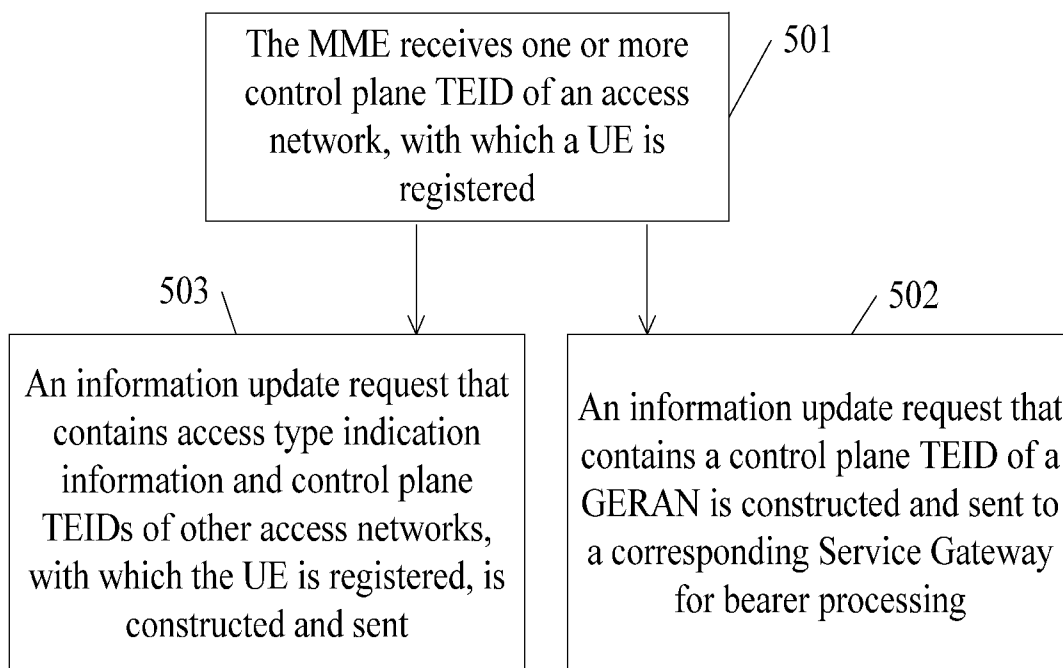 The MME receives one or more
control plane TEID of an access
network, with which a UE is
registered
501
503
502
An information update request that
contains access type indication
information and control plane
TEIDs of other access networks,
with which the UE is registered, is
constructed and sent
An information update request that
contains a control plane TEID of a
GERAN is constructed and sent to
a corresponding Service Gateway
for bearer processing